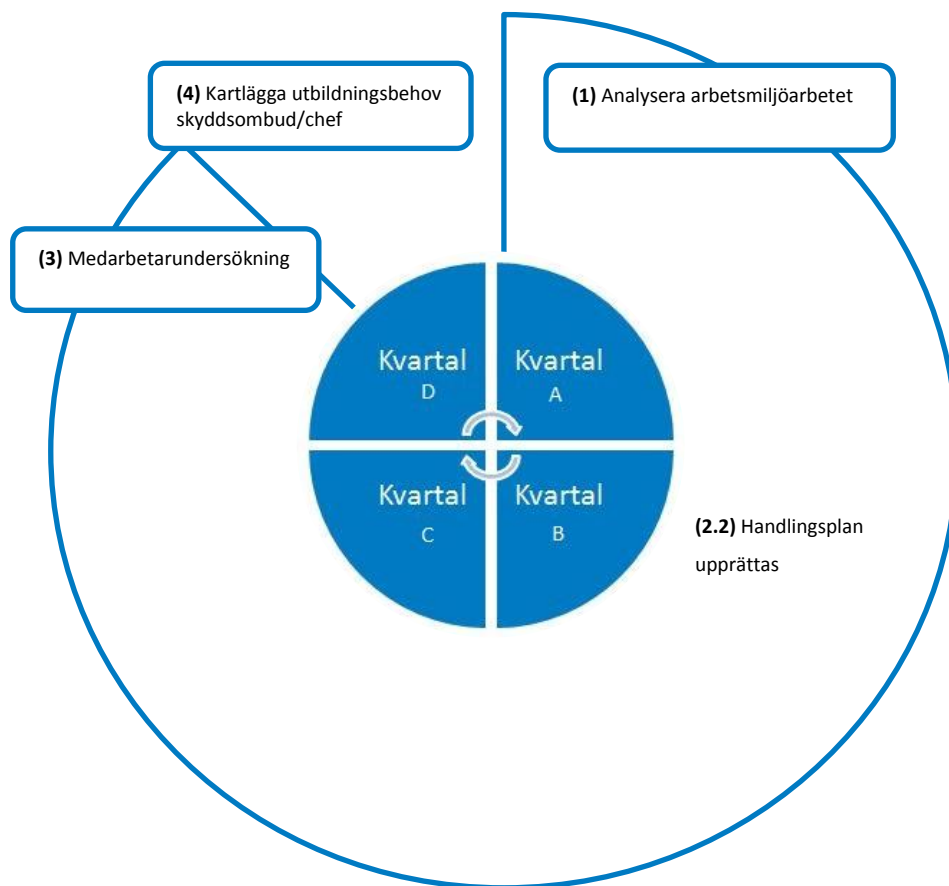 (4) Kartlägga utbildningsbehov
skyddsombud/chef
(1) Analysera arbetsmiljöarbetet
(3) Medarbetarundersökning
Kvartal
D
Kvartal
A
Kvartal
C
Kvartal
B
(2.2) Handlingsplan
upprättas